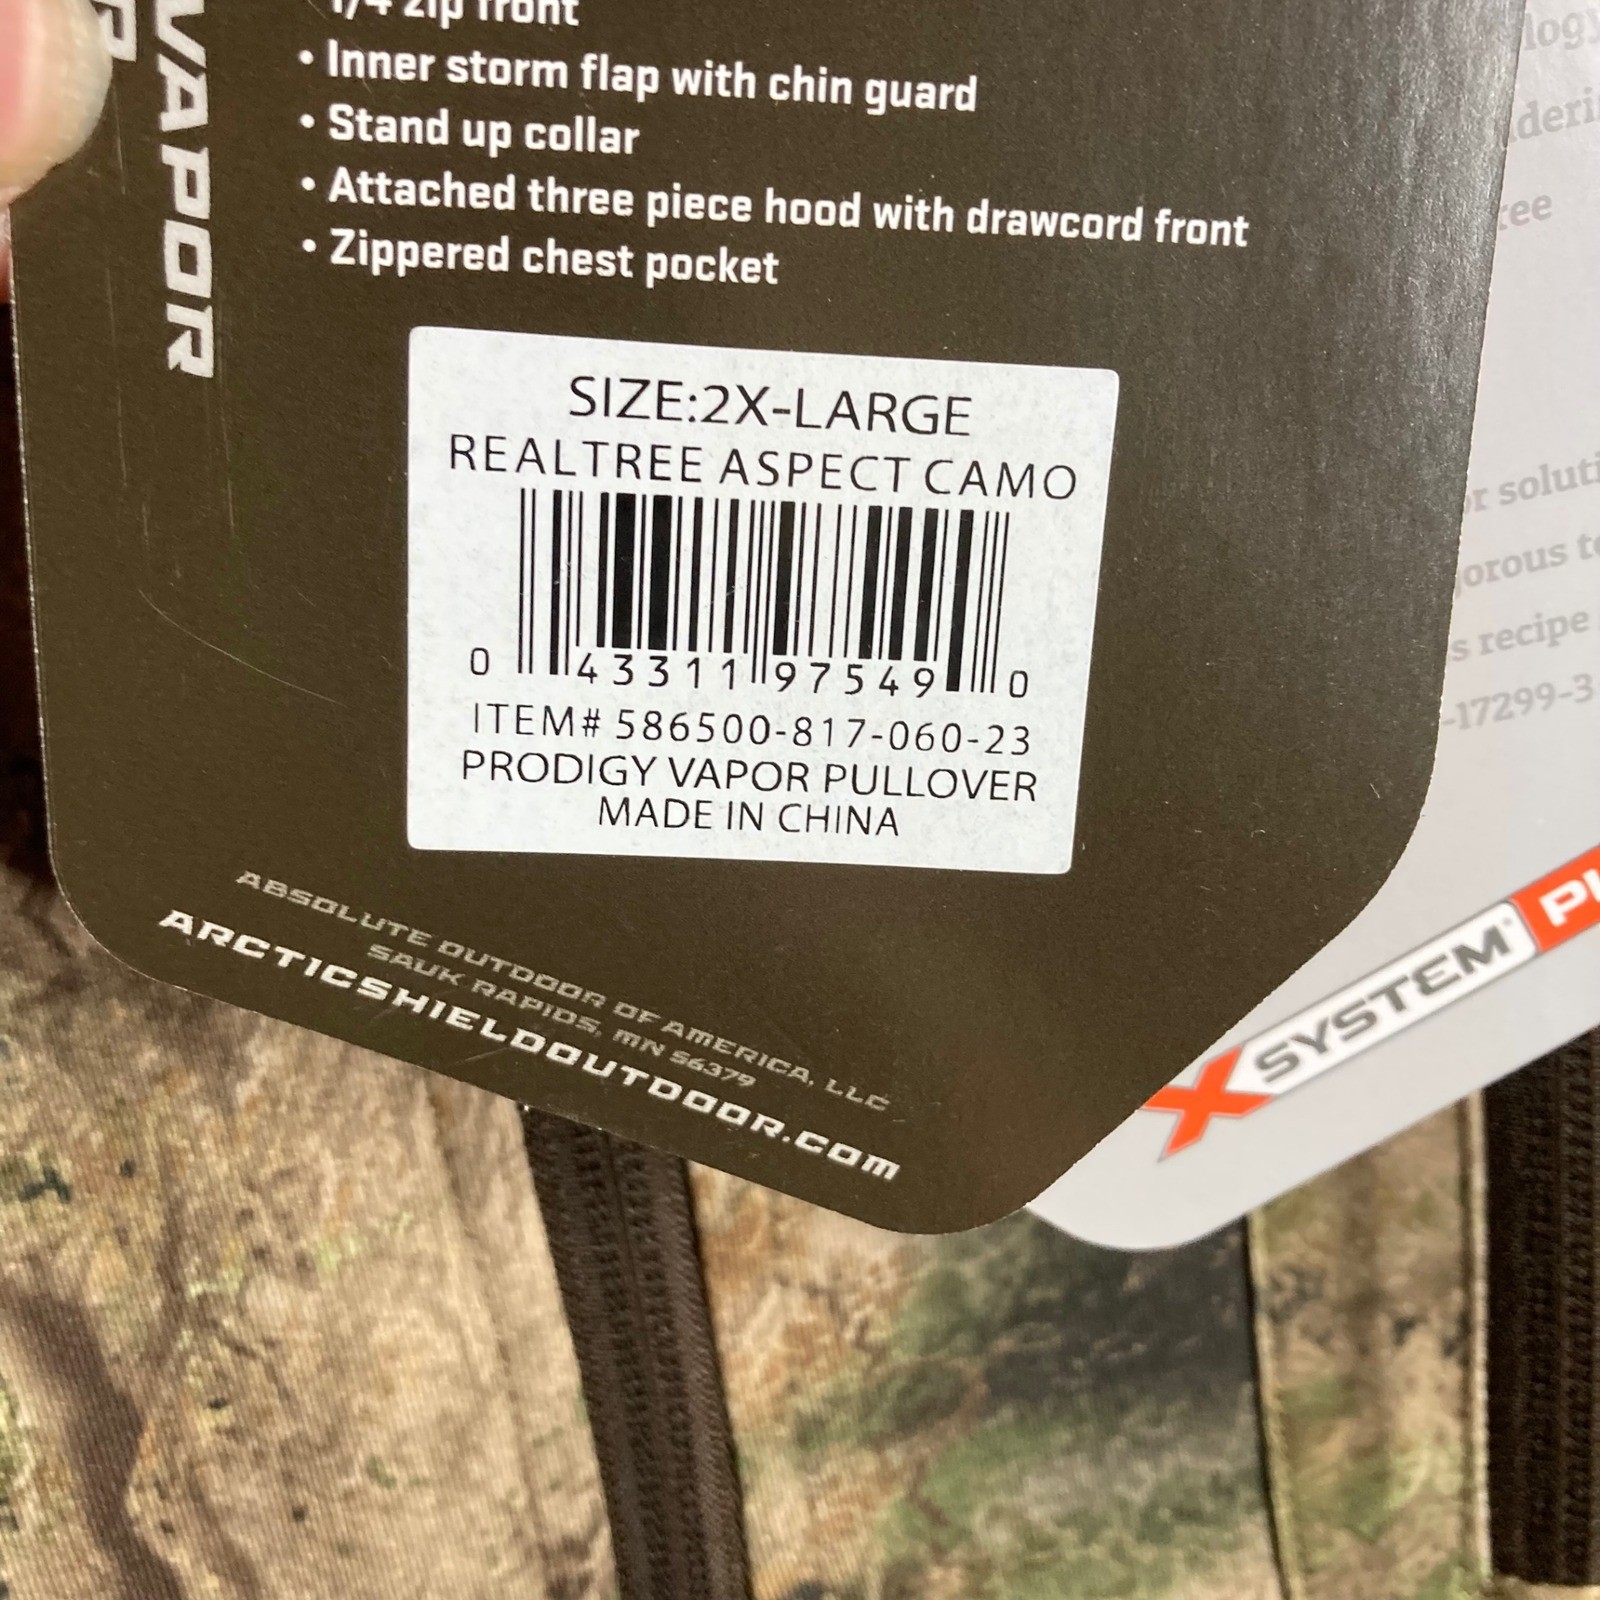 VAPOR
1/4 zip front
• Inner storm flap with chin guard
• Stand up collar
• Attached three piece hood with drawcord front
• Zippered chest pocket
SIZE:2X-LARGE
REALTREE ASPECT CAMO
0 43311 97549 0
ITEM# 586500-817-060-23
PRODIGY VAPOR PULLOVER
MADE IN CHINA
ABSOLUTE OUTDOOR OF AMERICA, LLC
SAUK RAPIDS, MN 56379
ARCTICSHIELDOUTDOOR.COM
recipe
-17299-3
X SYSTEM®